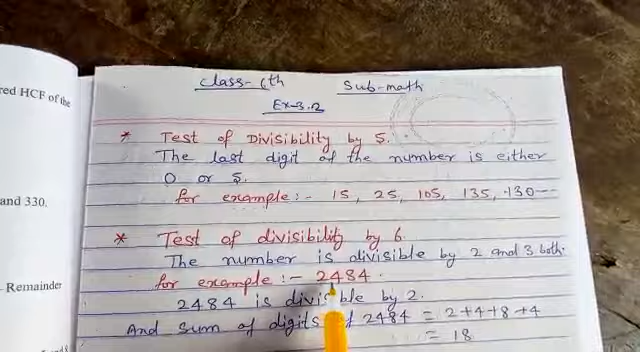 red HCF of the
and 330.
Remainder
Class- 6th Sub-math
Ex-3.2
* Test of Divisibility by 5.
The last digit of the number is either
0 or 5.
for example:- 15, 25, 105, 135, 130---
* Test of divisibility by 6.
The number is divisible by 2 and 3 both.
for example:- 2484.
2484 is divisible by 2.
And sum of digits of 2484 = 2+4+8+4
= 18